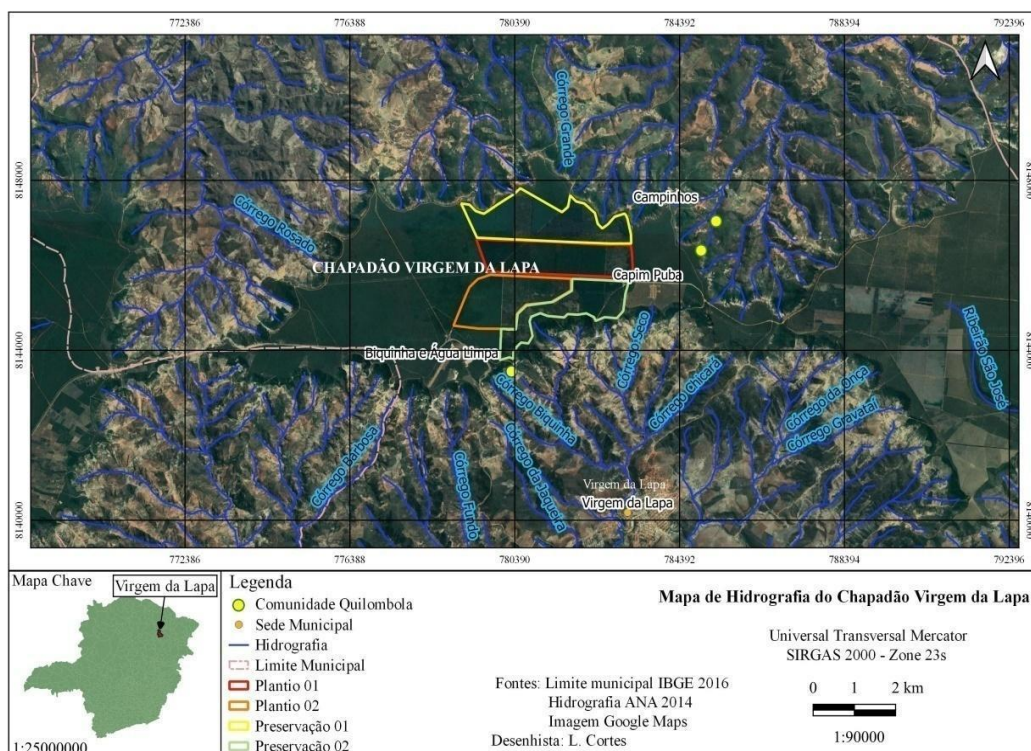 772386 776388 780390 784392 788394 792396
Córrego Grande
8148000 8148000
Campinhos
Córrego Rosado
CHAPADÃO VIRGEM DA LAPA
Capim Puba
Ribeirão São José
8144000 8144000
Biquinha e Água Limpa
Córrego Seco
Córrego Biquinha
Córrego Ghicará
Córrego da Onça
Córrego Gravataí
Córrego Barbosa
Córrego Fundo
Córrego da Jaqueira
Virgem da Lapa
Virgem da Lapa
8140000 8140000
772386 776388 780390 784392 788394 792396
Mapa Chave
Virgem da Lapa
1:25000000
Legenda
Comunidade Quilombola
Sede Municipal
Hidrografia
Limite Municipal
Plantio 01
Plantio 02
Preservação 01
Preservação 02
Mapa de Hidrografia do Chapadão Virgem da Lapa
Universal Transversal Mercator
SIRGAS 2000 - Zone 23s
Fontes: Limite municipal IBGE 2016
Hidrografia ANA 2014
Imagem Google Maps
Desenhista: L. Cortes
0 1 2 km
1:90000